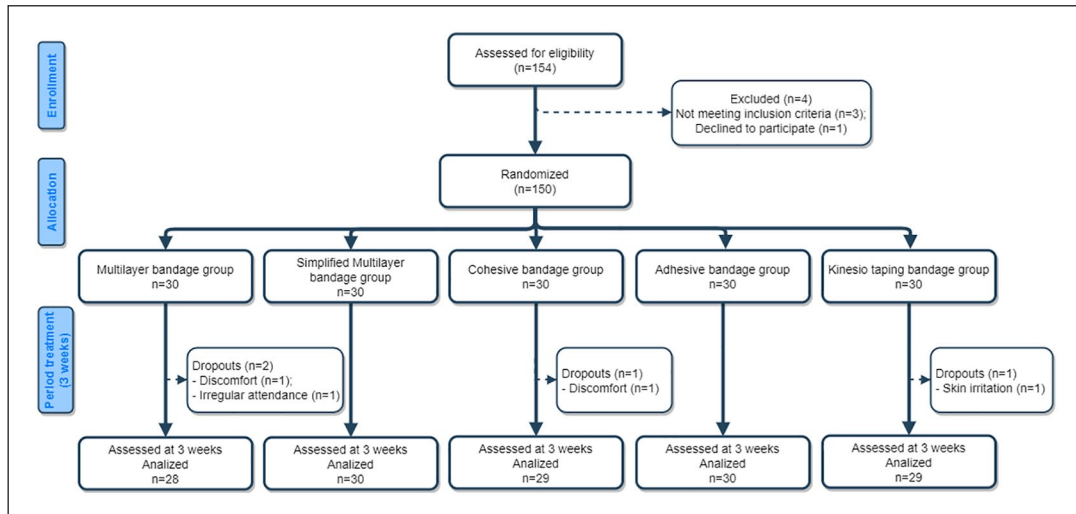 Enrollment
Assessed for eligibility
(n=154)
Excluded (n=4)
Not meeting inclusion criteria (n=3);
Declined to participate (n=1)
Allocation
Randomized
(n=150)
Multilayer bandage group
n=30
Simplified Multilayer
bandage group
n=30
Cohesive bandage group
n=30
Adhesive bandage group
n=30
Kinesio taping bandage group
n=30
Period treatment
(3 weeks)
Dropouts (n=2)
- Discomfort (n=1);
- Irregular attendance (n=1)
Dropouts (n=1)
- Discomfort (n=1)
Dropouts (n=1)
- Skin irritation (n=1)
Assessed at 3 weeks
Analized
n=28
Assessed at 3 weeks
Analized
n=30
Assessed at 3 weeks
Analized
n=29
Assessed at 3 weeks
Analized
n=30
Assessed at 3 weeks
Analized
n=29